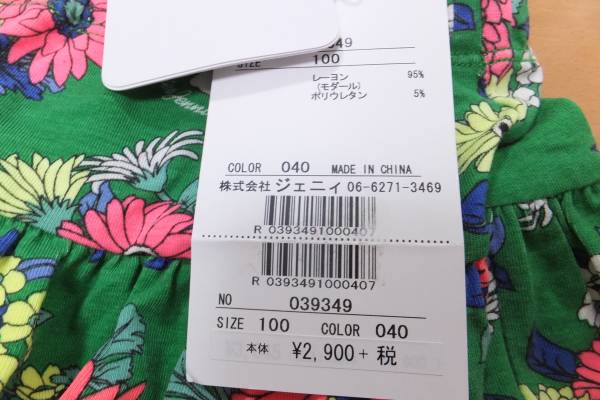 349
SIZE 100
レーヨン 95%
(モダール)
ポリウレタン 5%
COLOR 040 MADE IN CHINA
株式会社 ジェニィ 06-6271-3469
R 0393491000407
R 0393491000407
NO 039349
SIZE 100 COLOR 040
本体 ¥2,900+税